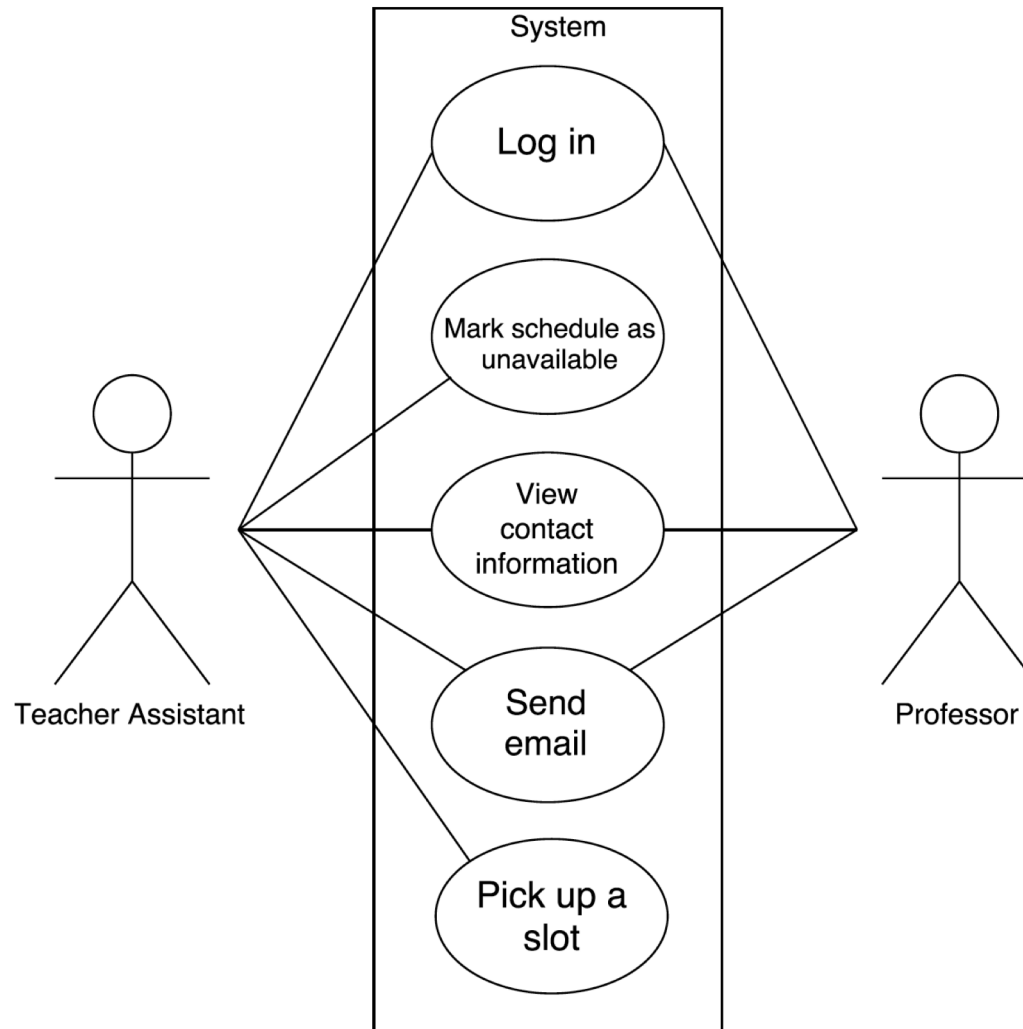 System
Log in
Mark schedule as
unavailable
View
contact
information
Send
email
Teacher Assistant
Professor
Pick up a
slot